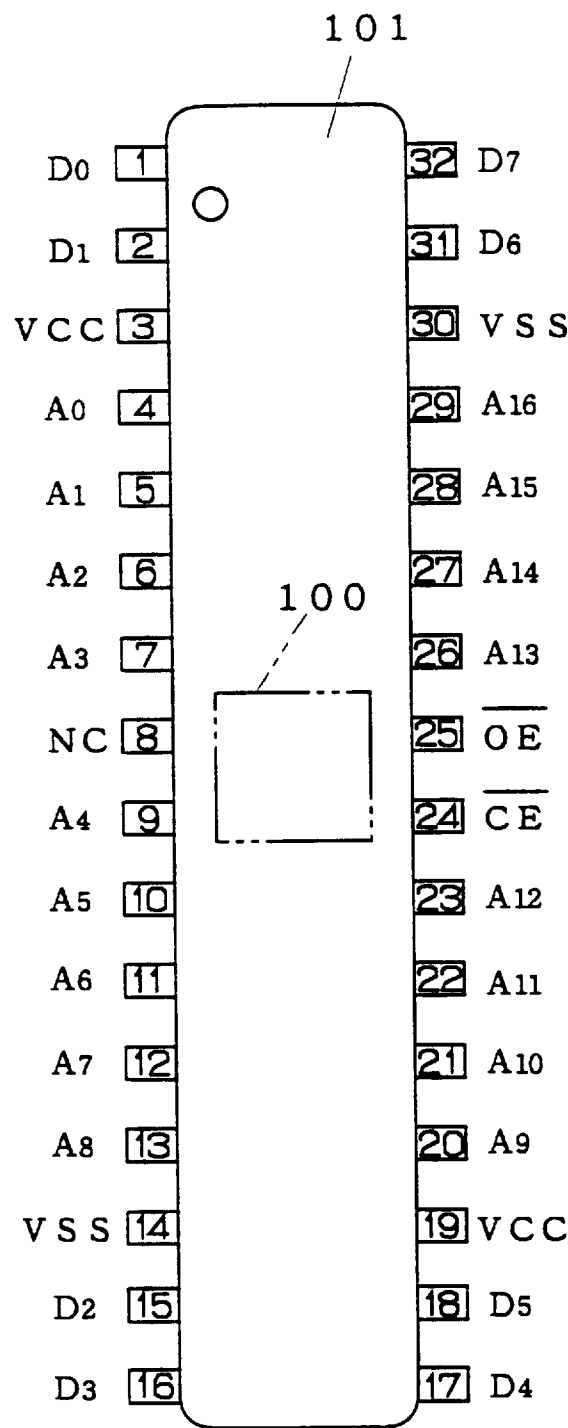 101
D0 1 32 D7
D1 2 31 D6
VCC 3 30 VSS
A0 4 29 A16
A1 5 28 A15
A2 6 27 A14
100
A3 7 26 A13
NC 8 25 O̅E̅
A4 9 24 C̅E̅
A5 10 23 A12
A6 11 22 A11
A7 12 21 A10
A8 13 20 A9
VSS 14 19 VCC
D2 15 18 D5
D3 16 17 D4